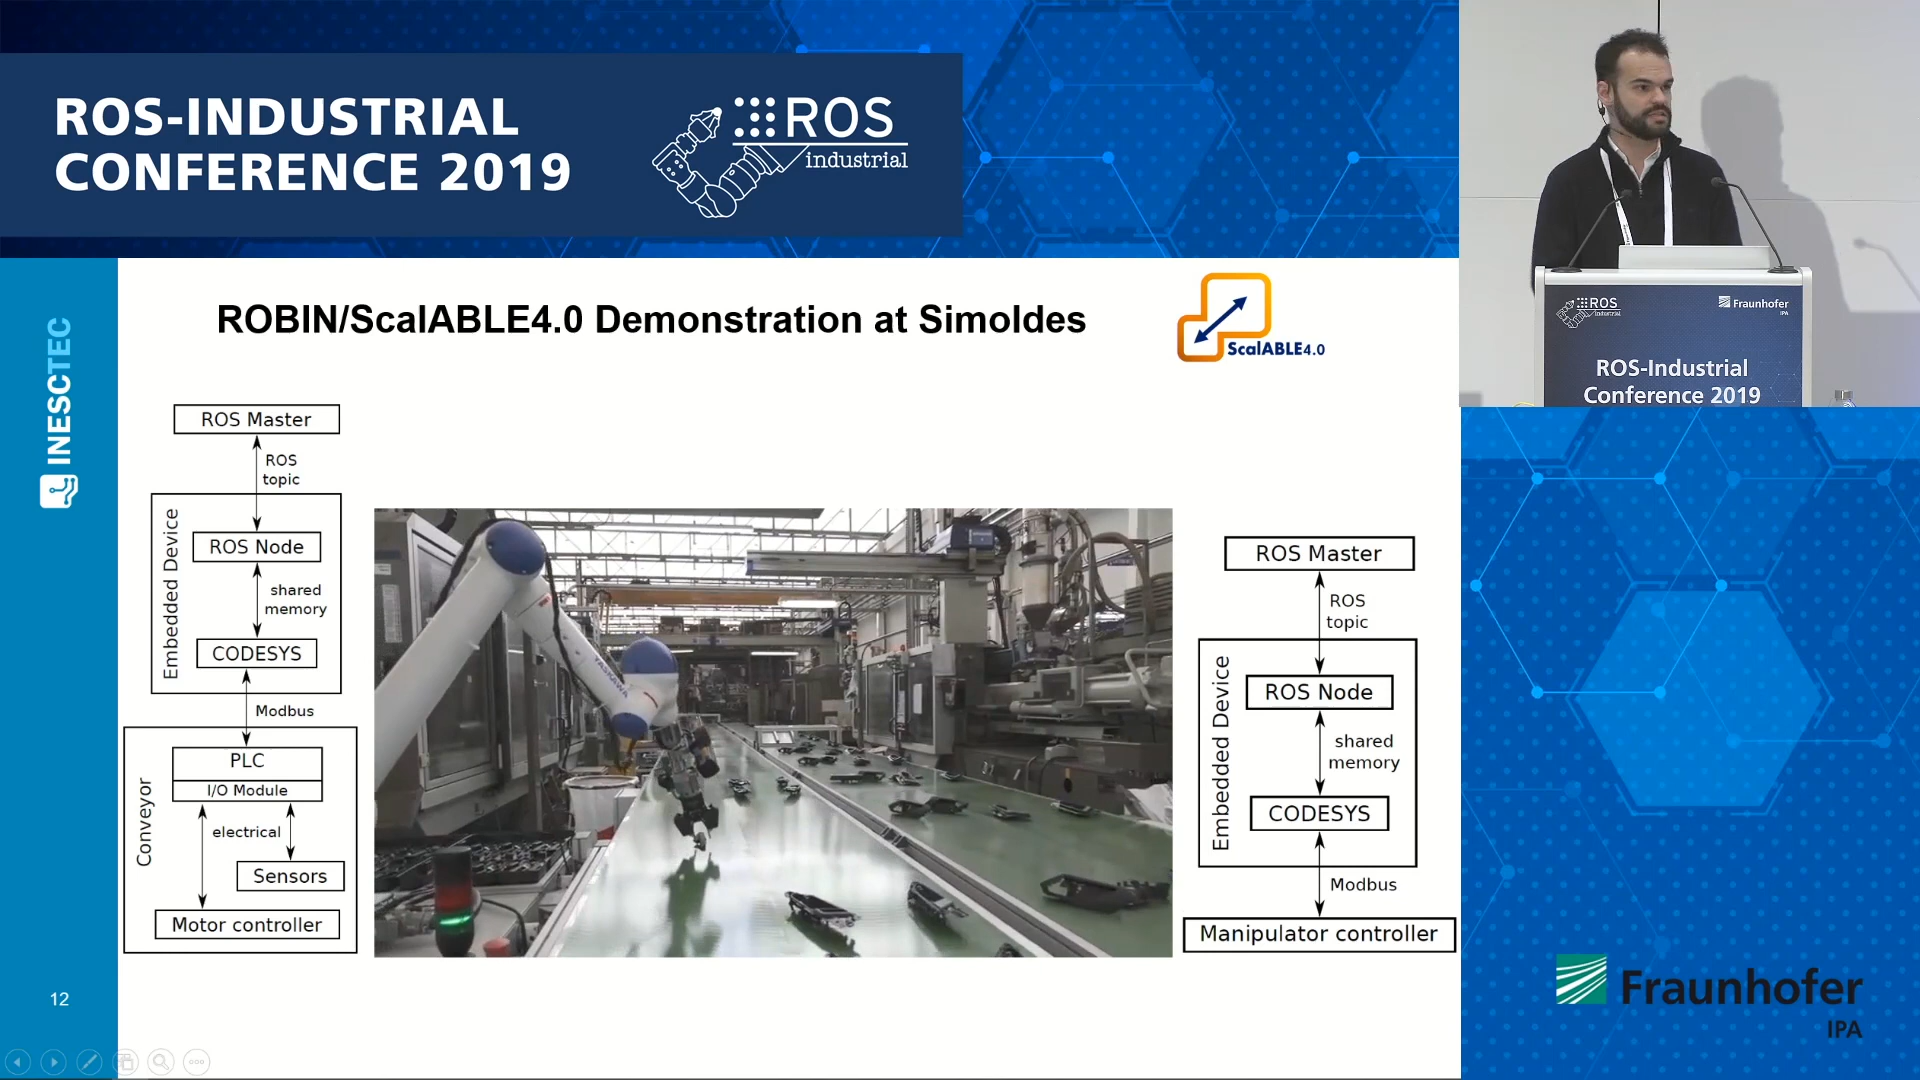 ROS-INDUSTRIAL
CONFERENCE 2019
ROS
industrial
INESCTEC
ROBIN/ScalABLE4.0 Demonstration at Simoldes
ScalABLE4.0
ROS Master
ROS
topic
Embedded Device
ROS Node
shared
memory
CODESYS
Modbus
Conveyor
PLC
I/O Module
electrical
Sensors
Motor controller
YASKAWA
ROS Master
ROS
topic
Embedded Device
ROS Node
shared
memory
CODESYS
Modbus
Manipulator controller
12
ROS
industrial
Fraunhofer
IPA
ROS-Industrial
Conference 2019
Fraunhofer
IPA